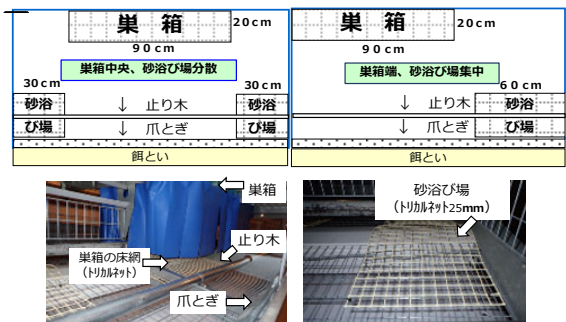 巣 箱
20cm
90cm
巣箱中央、砂浴び場分散
30cm
30cm
砂浴
び場
↓ 止り木
↓ 爪とぎ
砂浴
び場
餌とい
巣 箱
20cm
90cm
巣箱端、砂浴び場集中
60cm
↓ 止り木
↓ 爪とぎ
砂浴
び場
餌とい
巣箱
止り木
巣箱の床網
(トリカルネット)
爪とぎ
砂浴び場
(トリカルネット25mm)